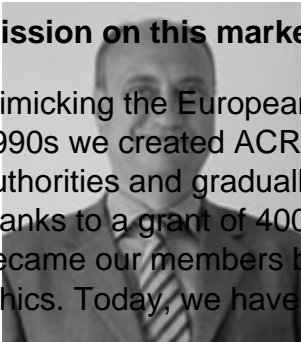 ission on this marke
imicking the European
990s we created ACR
uthorities and graduall
anks to a grant of 400
ecame our members b
hics. Today, we have